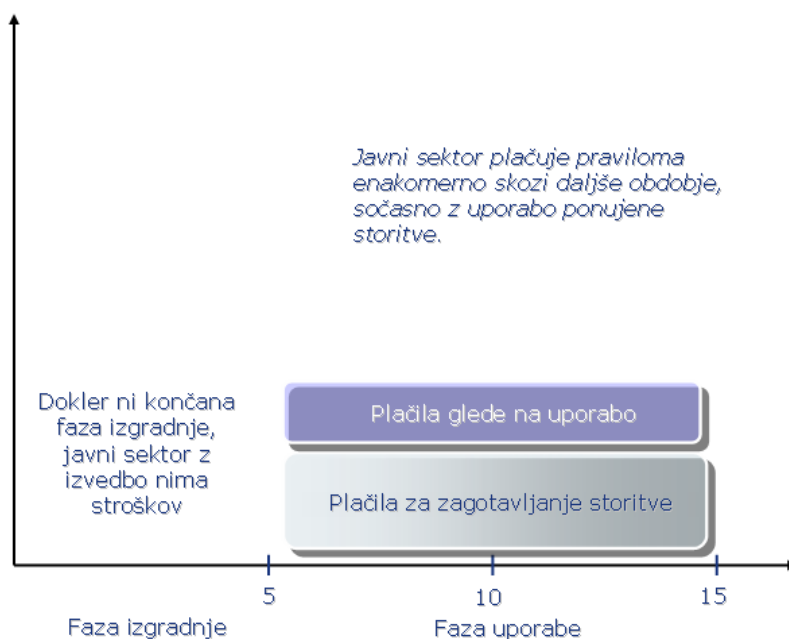 Javni sektor plačuje praviloma
enakomerno skozi daljše obdobje,
sočasno z uporabo ponujene
storitve.
Dokler ni končana
faza izgradnje,
javni sektor z
izvedbo nima
stroškov
Plačila glede na uporabo
Plačila za zagotavljanje storitve
5
10
15
Faza izgradnje
Faza uporabe